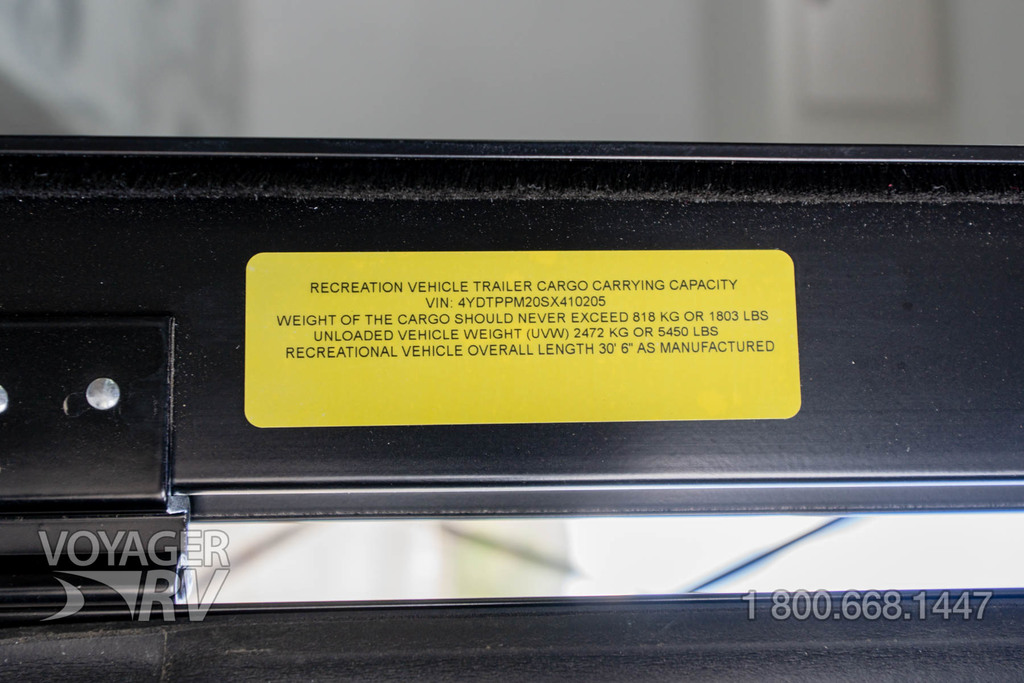 RECREATION VEHICLE TRAILER CARGO CARRYING CAPACITY
VIN: 4YDTPPM20SX410205
WEIGHT OF THE CARGO SHOULD NEVER EXCEED 818 KG OR 1803 LBS
UNLOADED VEHICLE WEIGHT (UVW) 2472 KG OR 5450 LBS
RECREATIONAL VEHICLE OVERALL LENGTH 30' 6" AS MANUFACTURED
VOYAGER
RV
1 800.668.1447